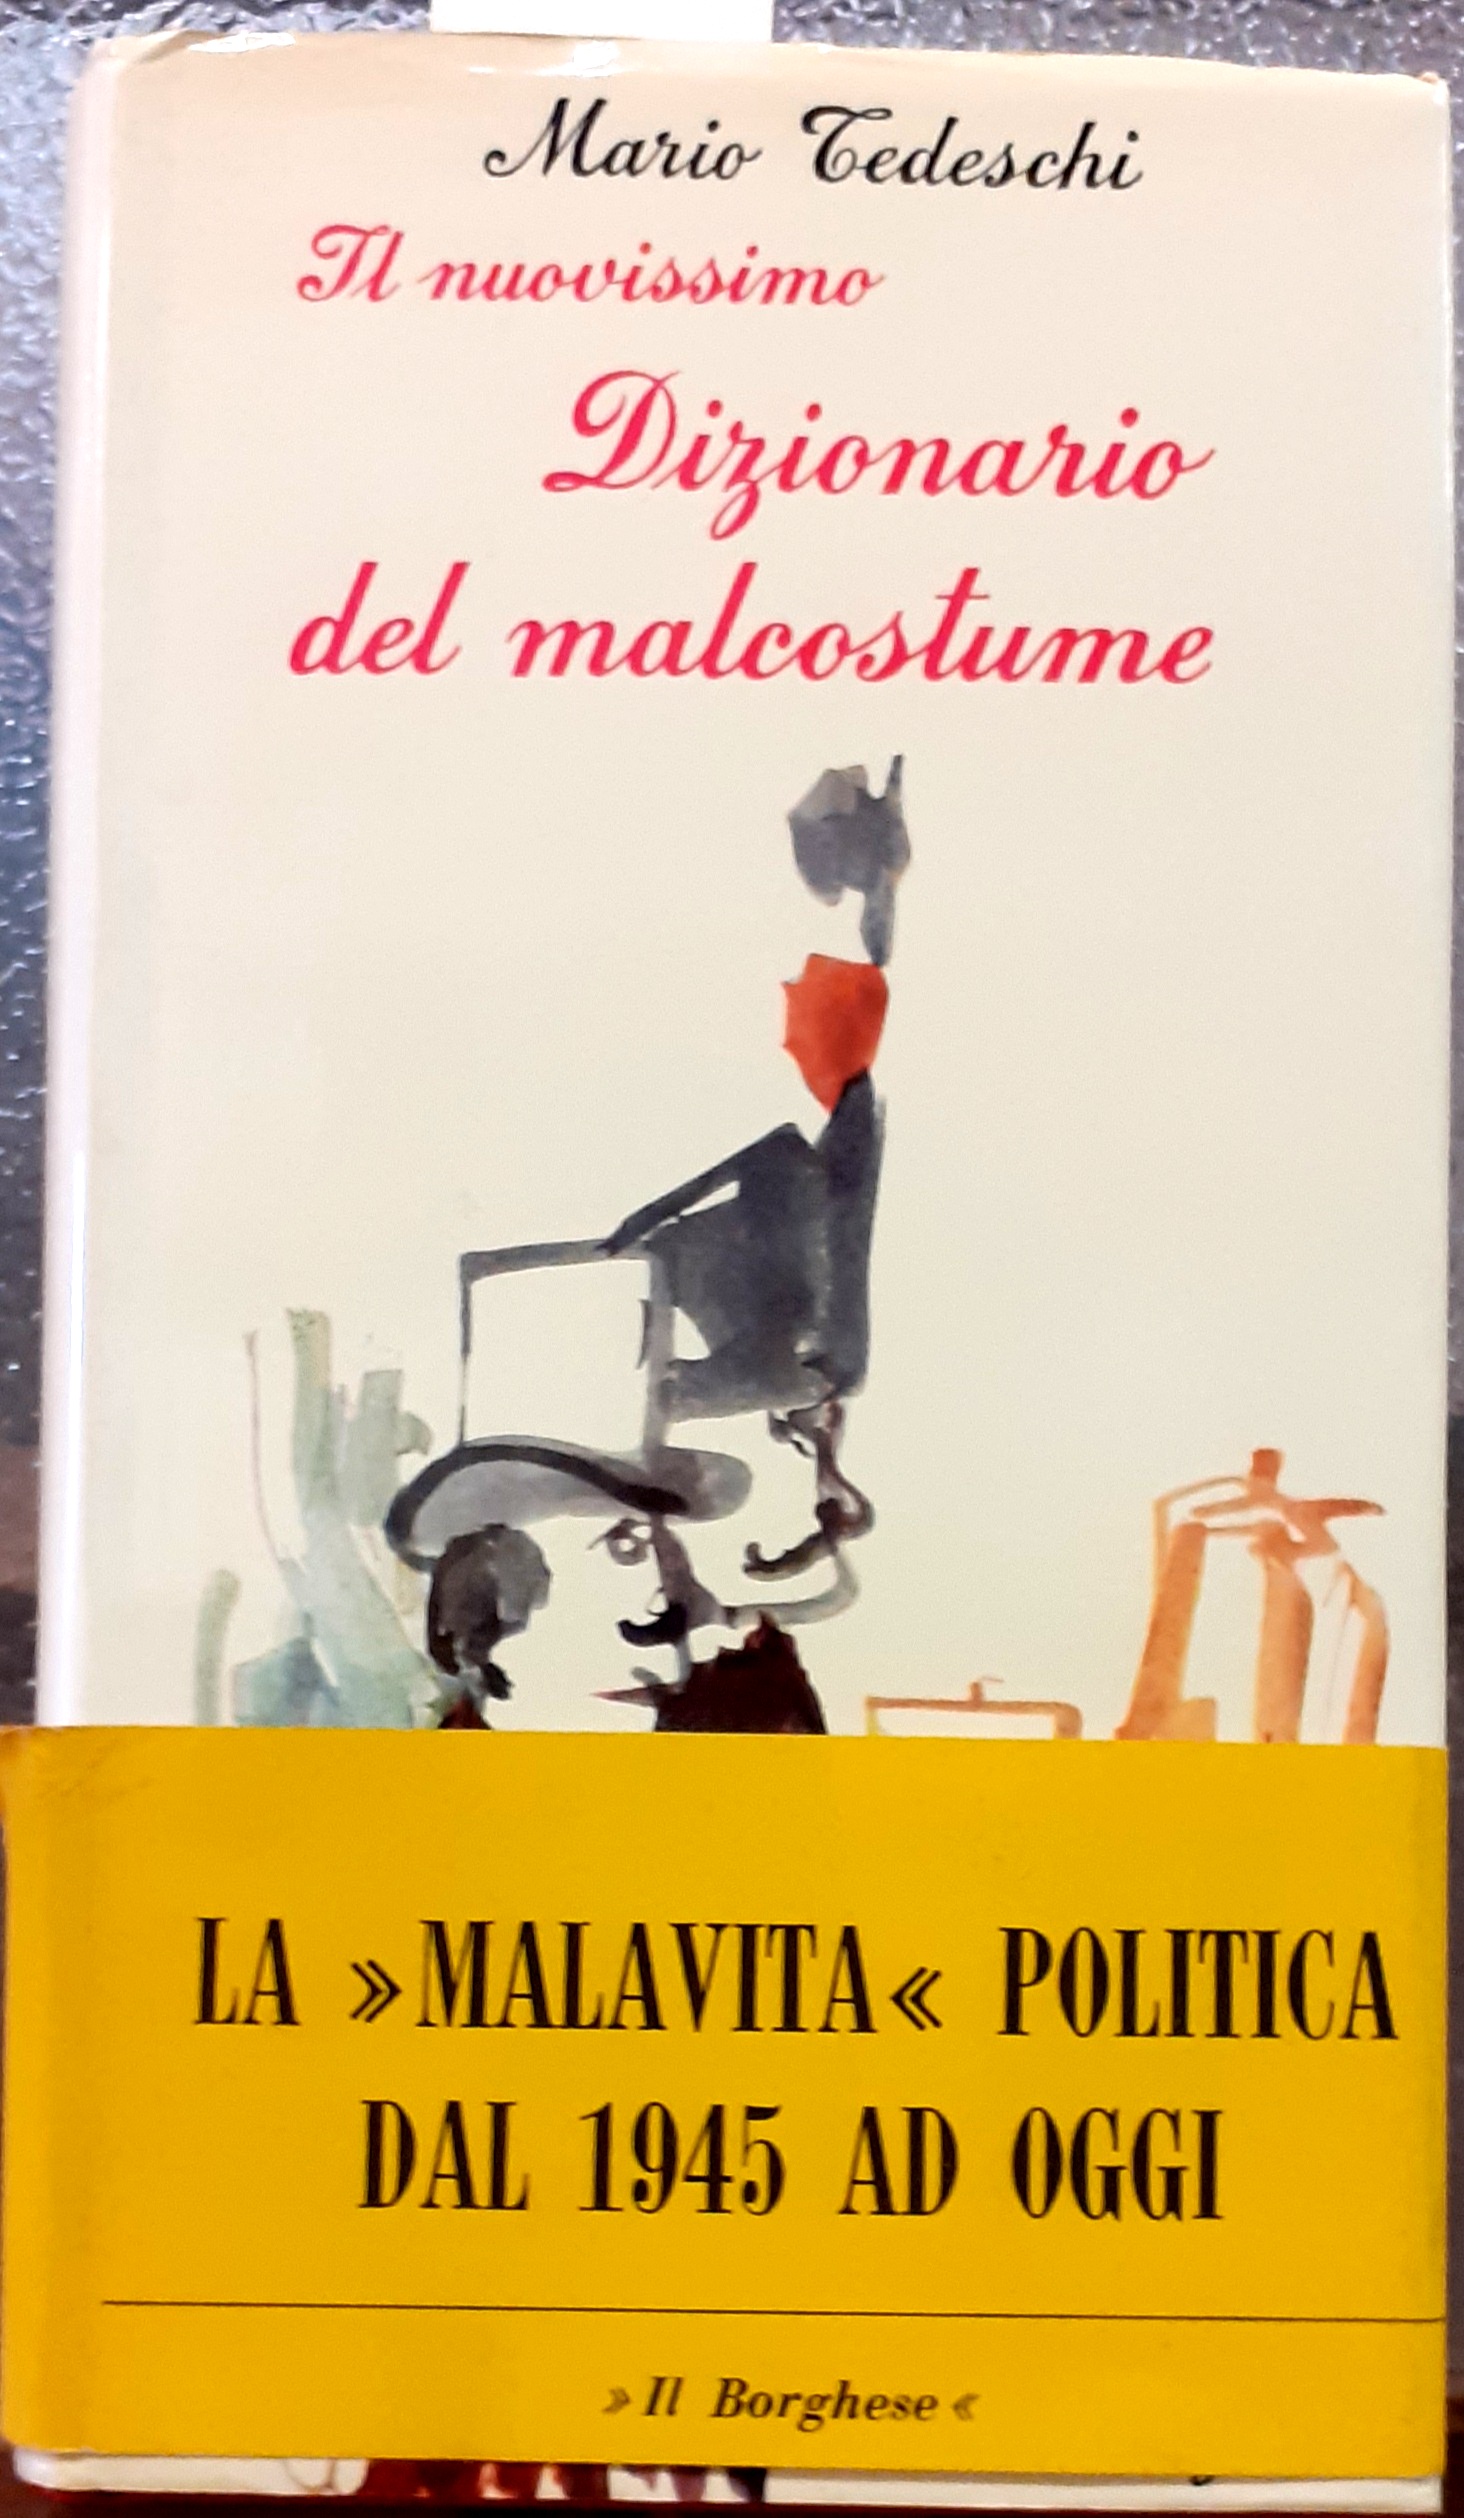 Mario Tedeschi
Il nuovissimo
Dizionario
del malcostume
LA »MALAVITA« POLITICA
DAL 1945 AD OGGI
» Il Borghese «